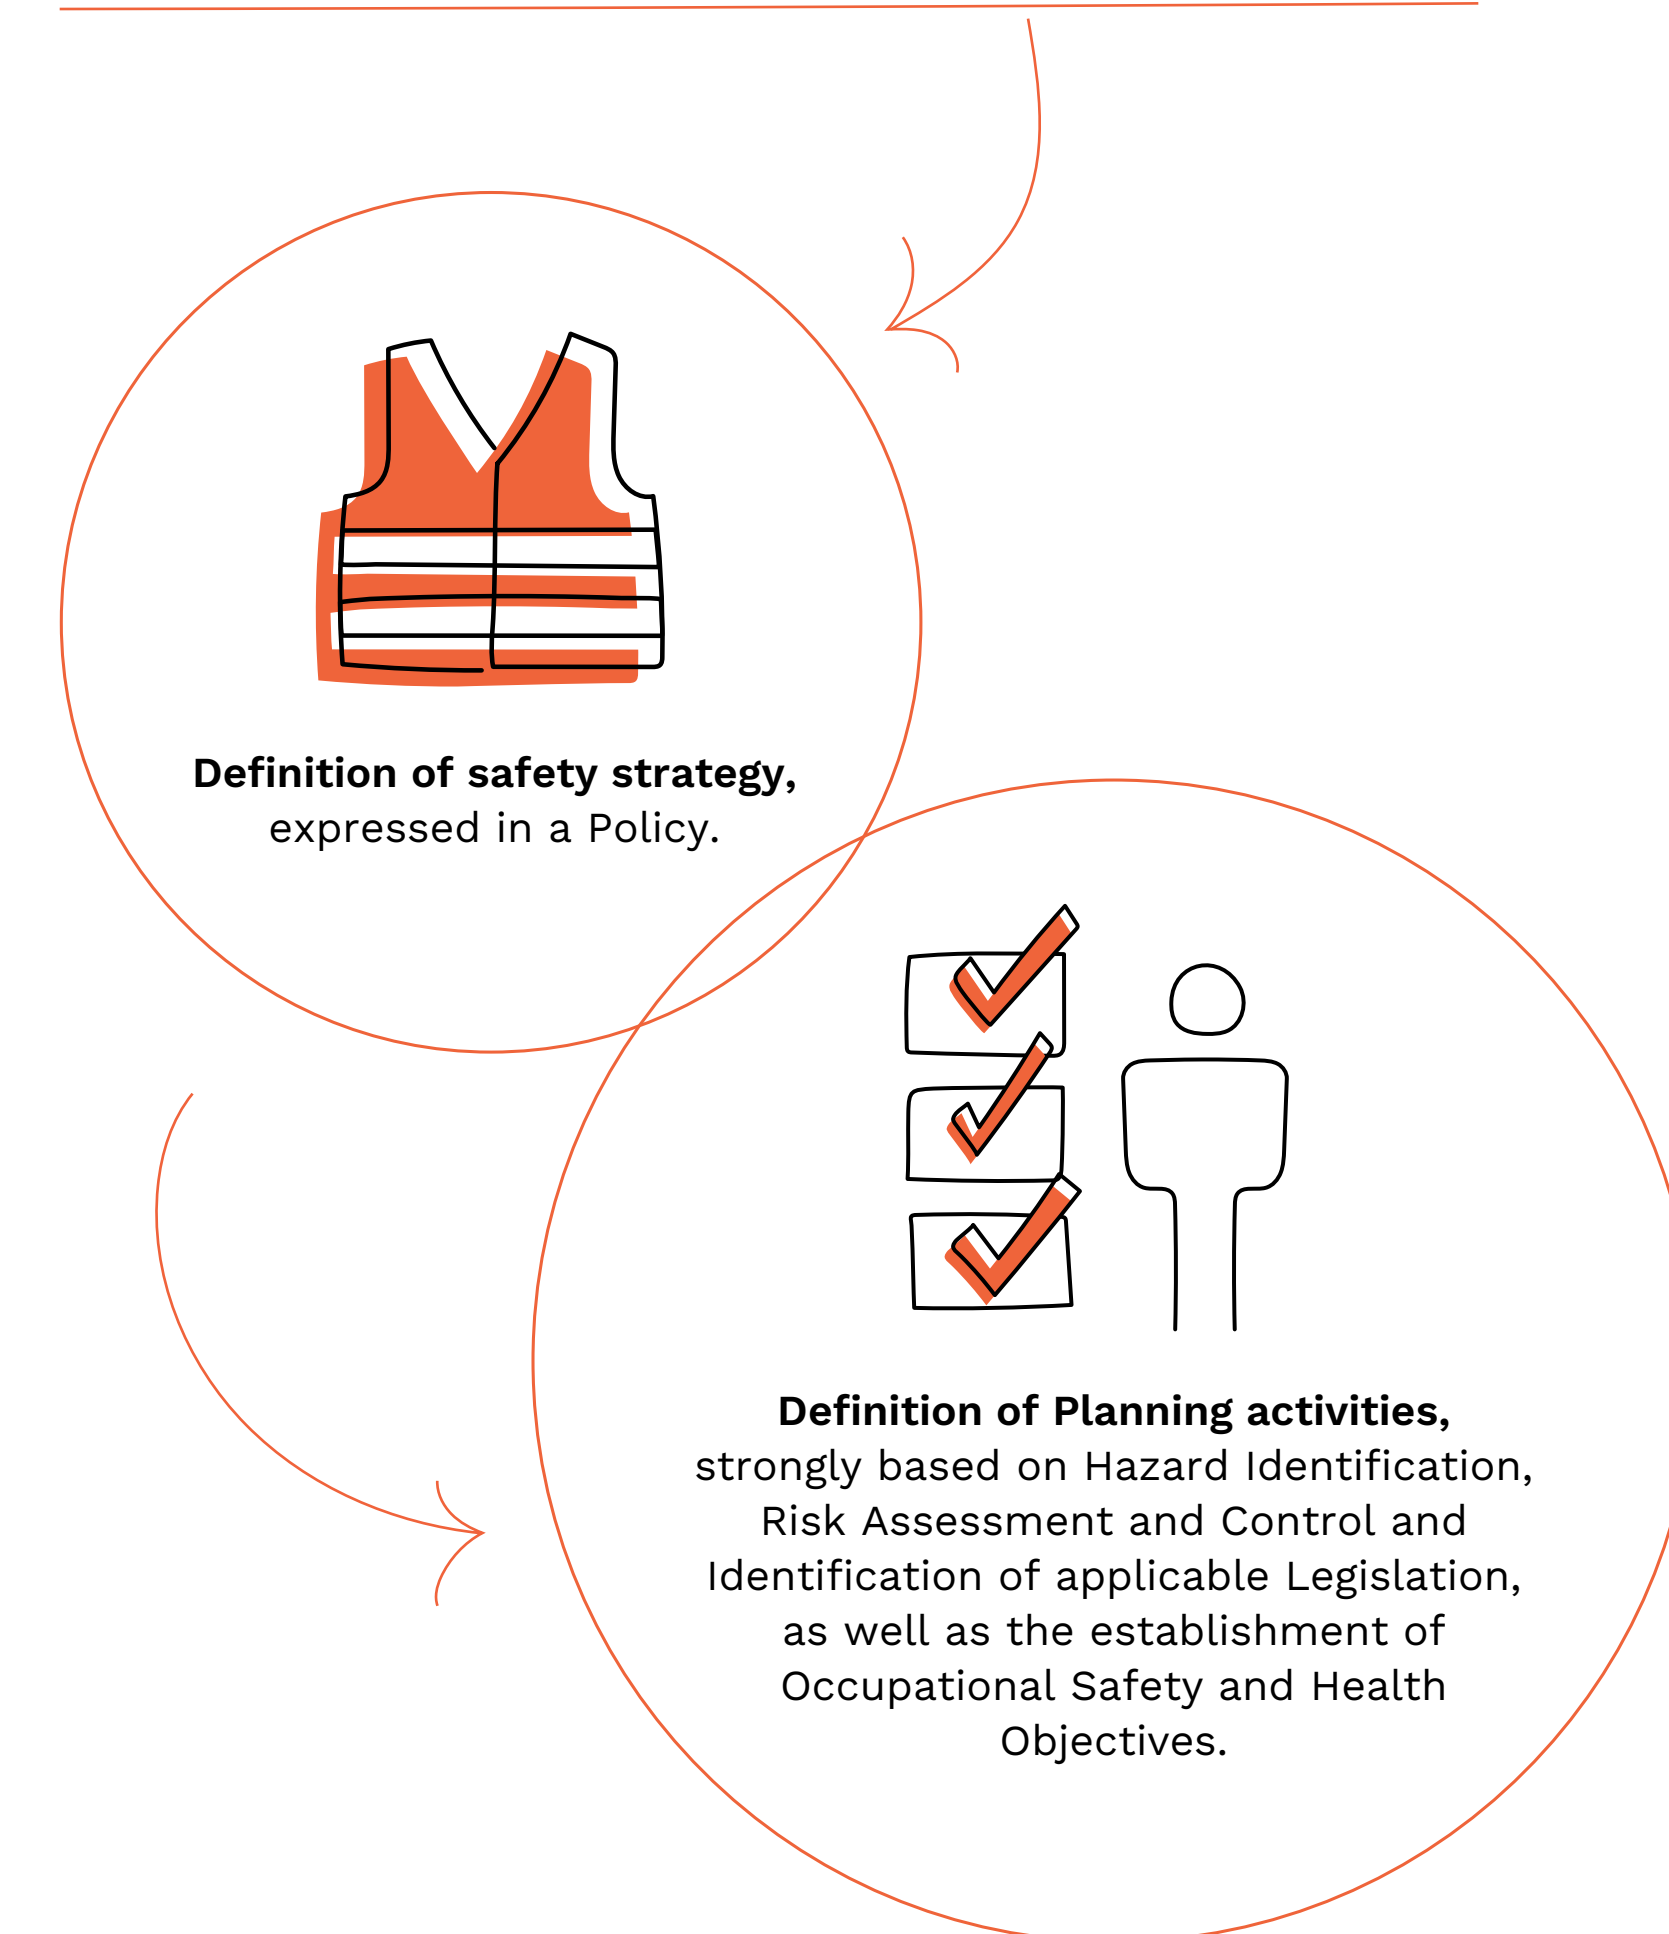 Definition of safety strategy,
expressed in a Policy.
Definition of Planning activities,
strongly based on Hazard Identification,
Risk Assessment and Control and
Identification of applicable Legislation,
as well as the establishment of
Occupational Safety and Health
Objectives.